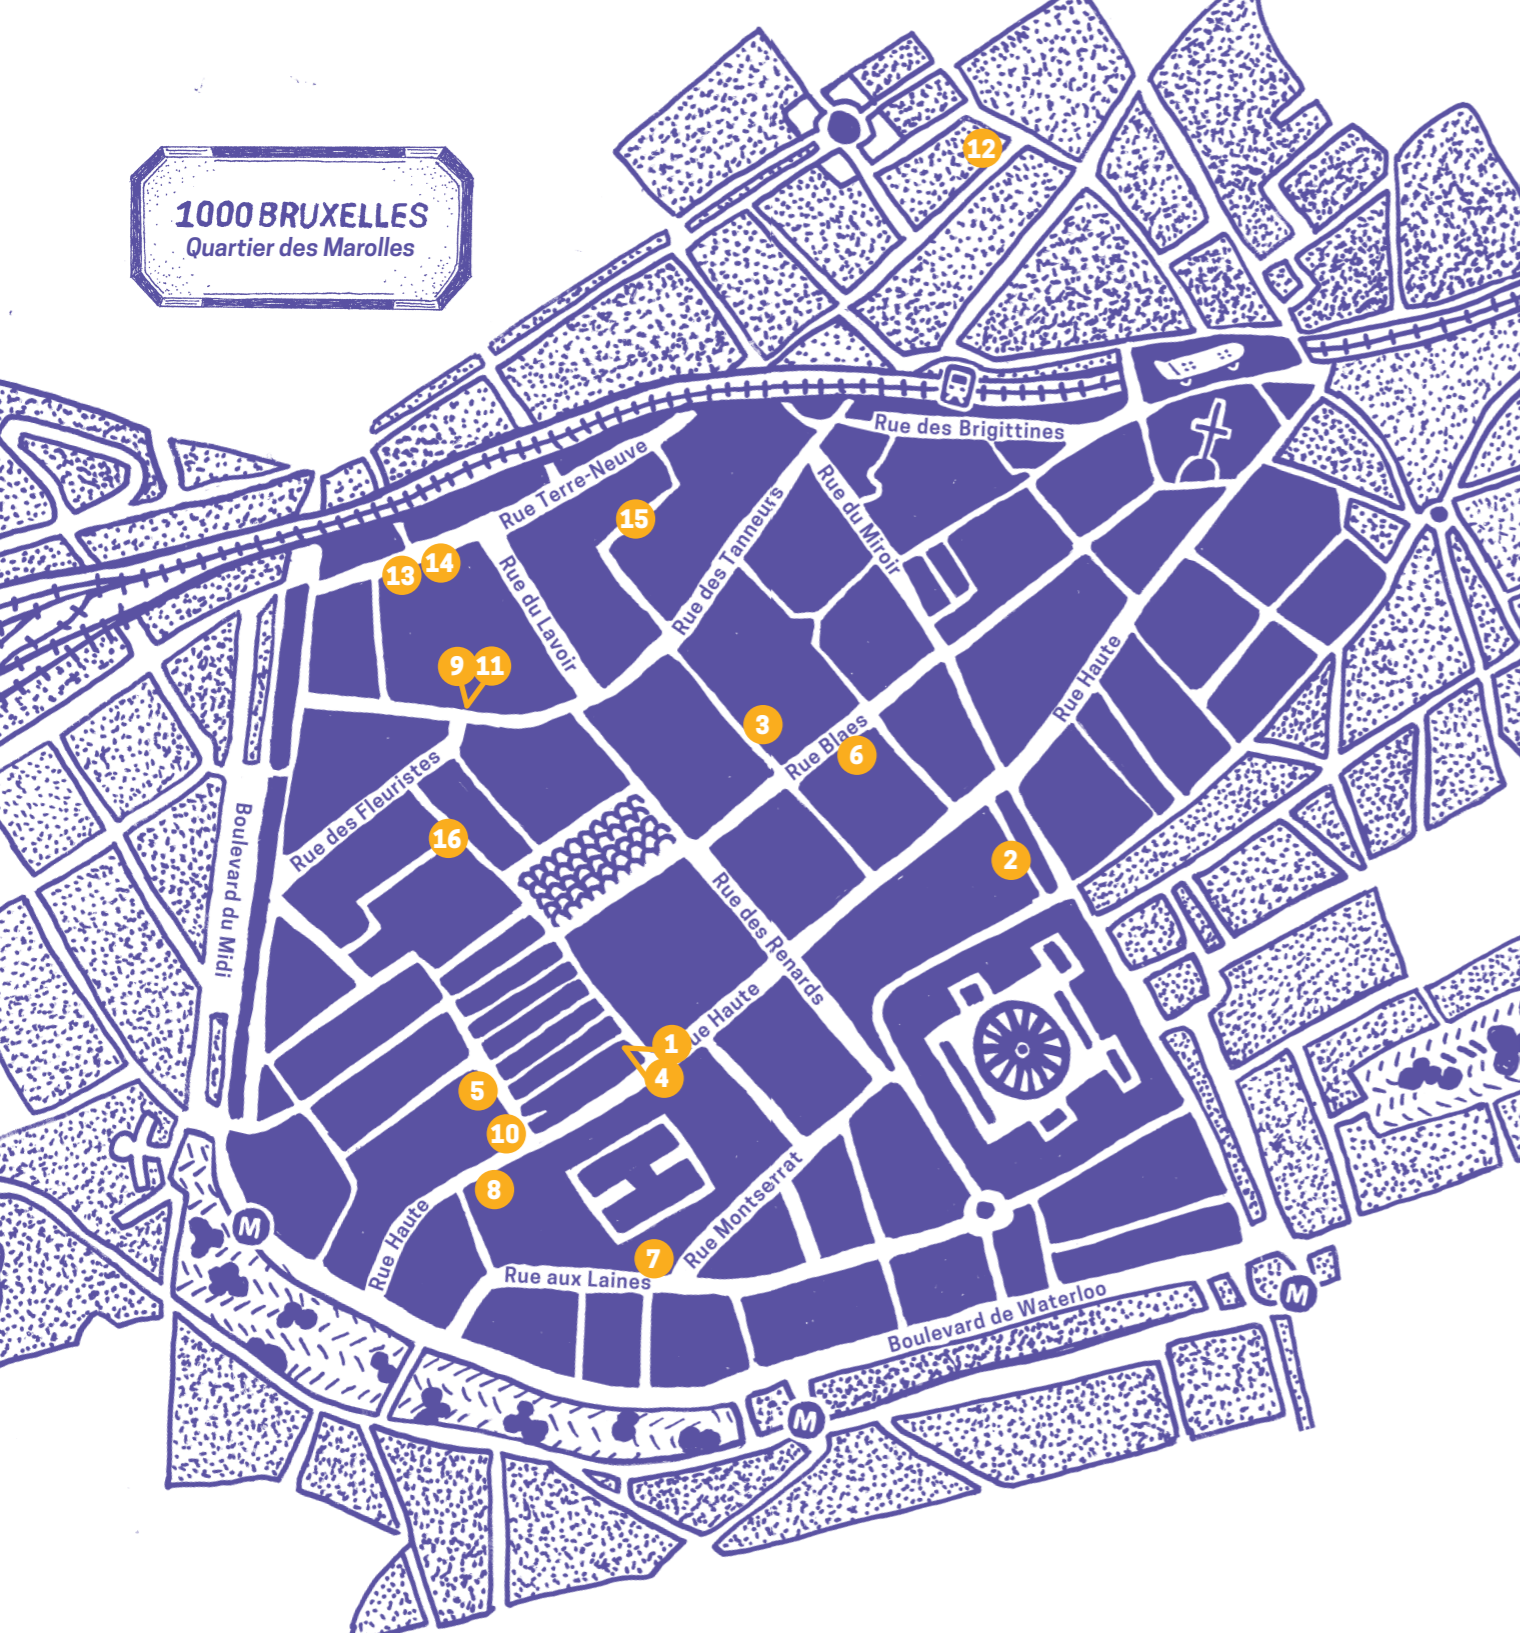 1000 BRUXELLES
Quartier des Marolles
12
Rue des Brigittines
Rue Terre-Neuve
15
Rue du Miroir
Rue des Tanneurs
13
14
Rue du Lavoir
9
11
Rue Haute
3
Rue Blaes
6
Rue des Fleuristes
16
Boulevard du Midi
2
Rue des Renards
Rue Haute
1
4
5
10
8
Rue Haute
Rue Montserrat
7
Rue aux Laines
M
Boulevard de Waterloo
M
M